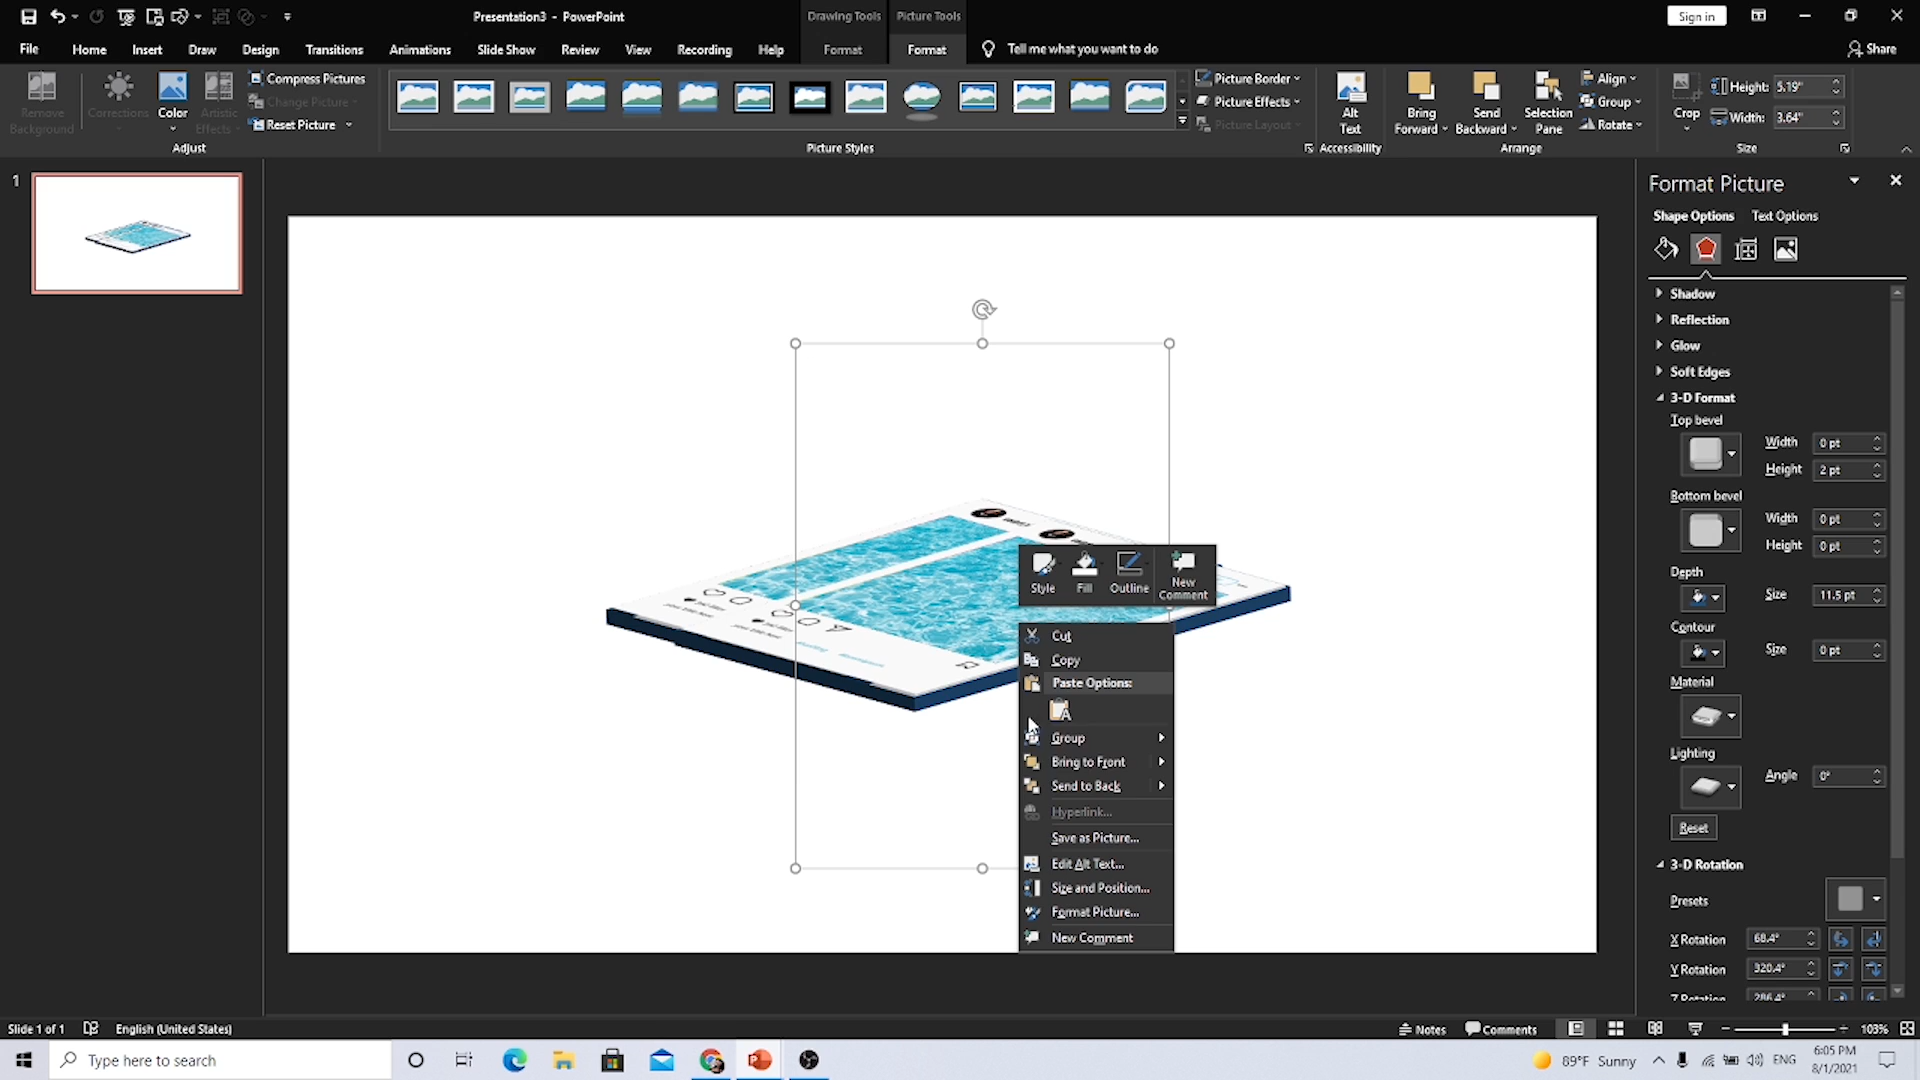 Presentation3 - PowerPoint
Drawing Tools
Picture Tools
Sign in
File
Home
Insert
Draw
Design
Transitions
Animations
Slide Show
Review
View
Recording
Help
Format
Format
Tell me what you want to do
Share
Remove Background
Corrections
Color
Artistic Effects
Compress Pictures
Change Picture
Reset Picture
Adjust
Picture Styles
Picture Border
Picture Effects
Picture Layout
Alt Text
Accessibility
Bring Forward
Send Backward
Selection Pane
Align
Group
Rotate
Arrange
Crop
Height: 5.19"
Width: 3.64"
Size
1
Format Picture
Shape Options
Text Options
Shadow
Reflection
Glow
Soft Edges
3-D Format
Top bevel
Width 0 pt
Height 2 pt
Bottom bevel
Width 0 pt
Height 0 pt
Depth
Size 11.5 pt
Contour
Size 0 pt
Material
Lighting
Angle 0°
Reset
3-D Rotation
Presets
X Rotation 68.4°
Y Rotation 320.4°
Z Rotation 286.4°
Style
Fill
Outline
New Comment
Cut
Copy
Paste Options:
Group
Bring to Front
Send to Back
Hyperlink...
Save as Picture...
Edit Alt Text...
Size and Position...
Format Picture...
New Comment
Slide 1 of 1
English (United States)
Notes
Comments
103%
Type here to search
89°F Sunny
ENG
6:05 PM
8/1/2021